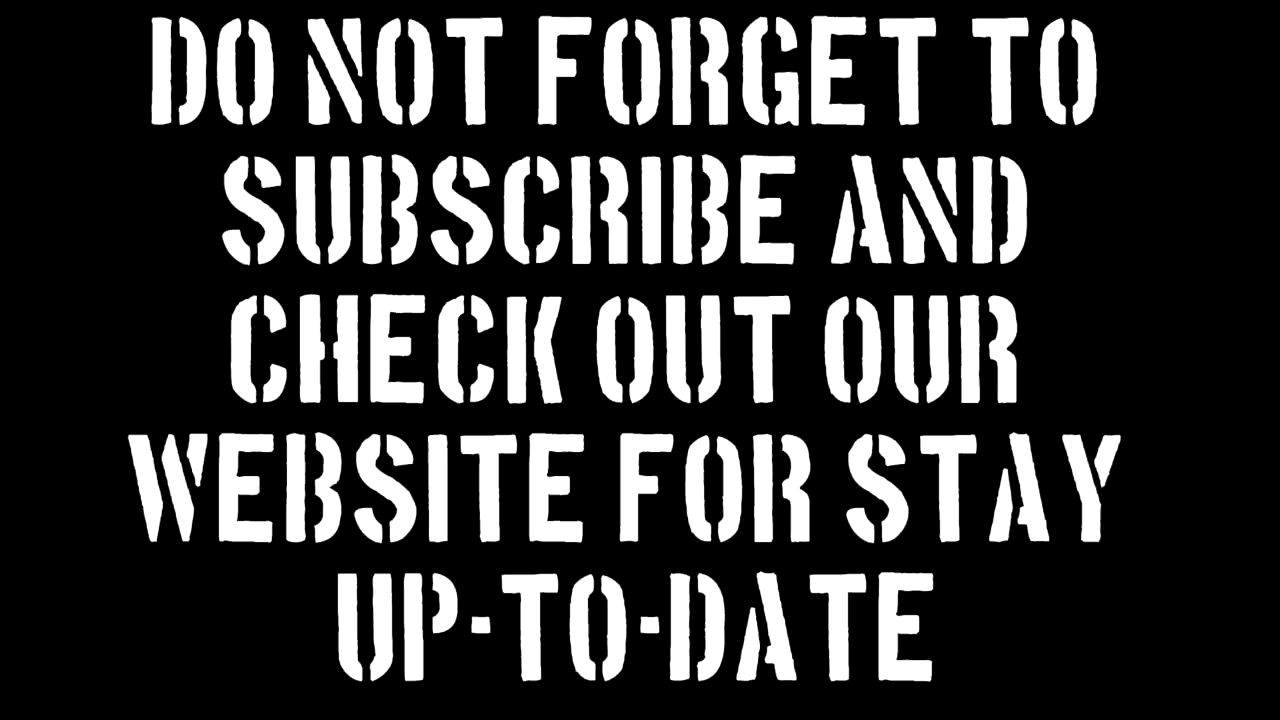 DO NOT FORGET TO
SUBSCRIBE AND
CHECK OUT OUR
WEBSITE FOR STAY
UP-TO-DATE